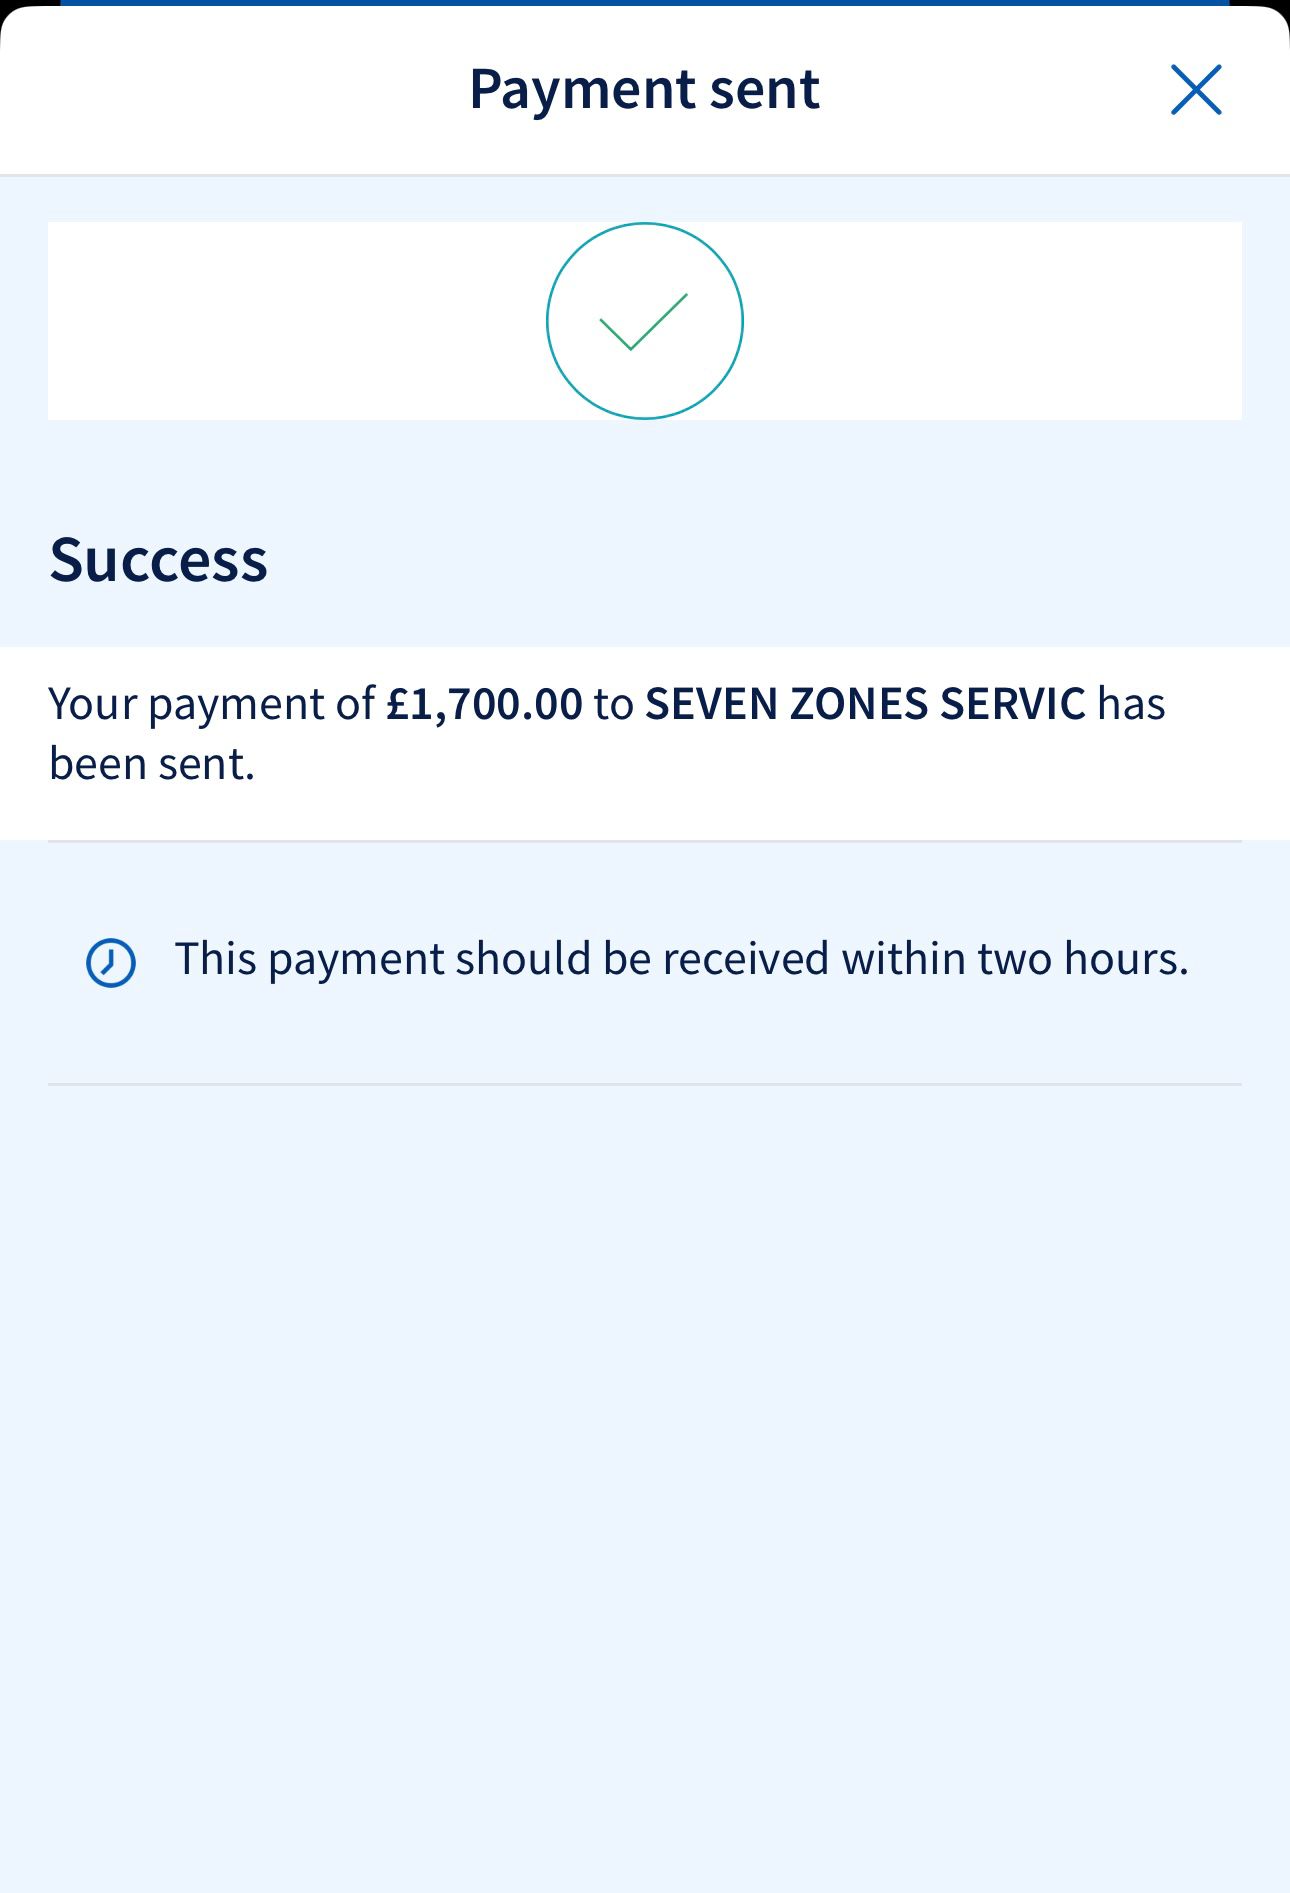 Payment sent
Success
Your payment of £1,700.00 to SEVEN ZONES SERVIC has
been sent.
This payment should be received within two hours.